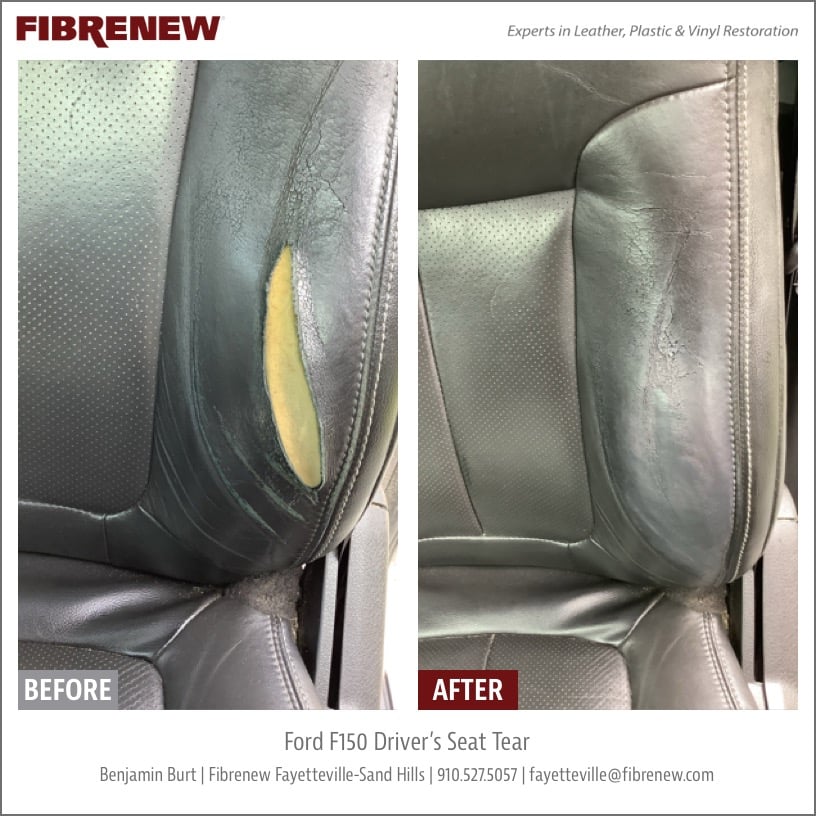 FIBRENEW
Experts in Leather, Plastic & Vinyl Restoration
BEFORE
AFTER
Ford F150 Driver's Seat Tear
Benjamin Burt | Fibrenew Fayetteville-Sand Hills | 910.527.5057 | fayetteville@fibrenew.com